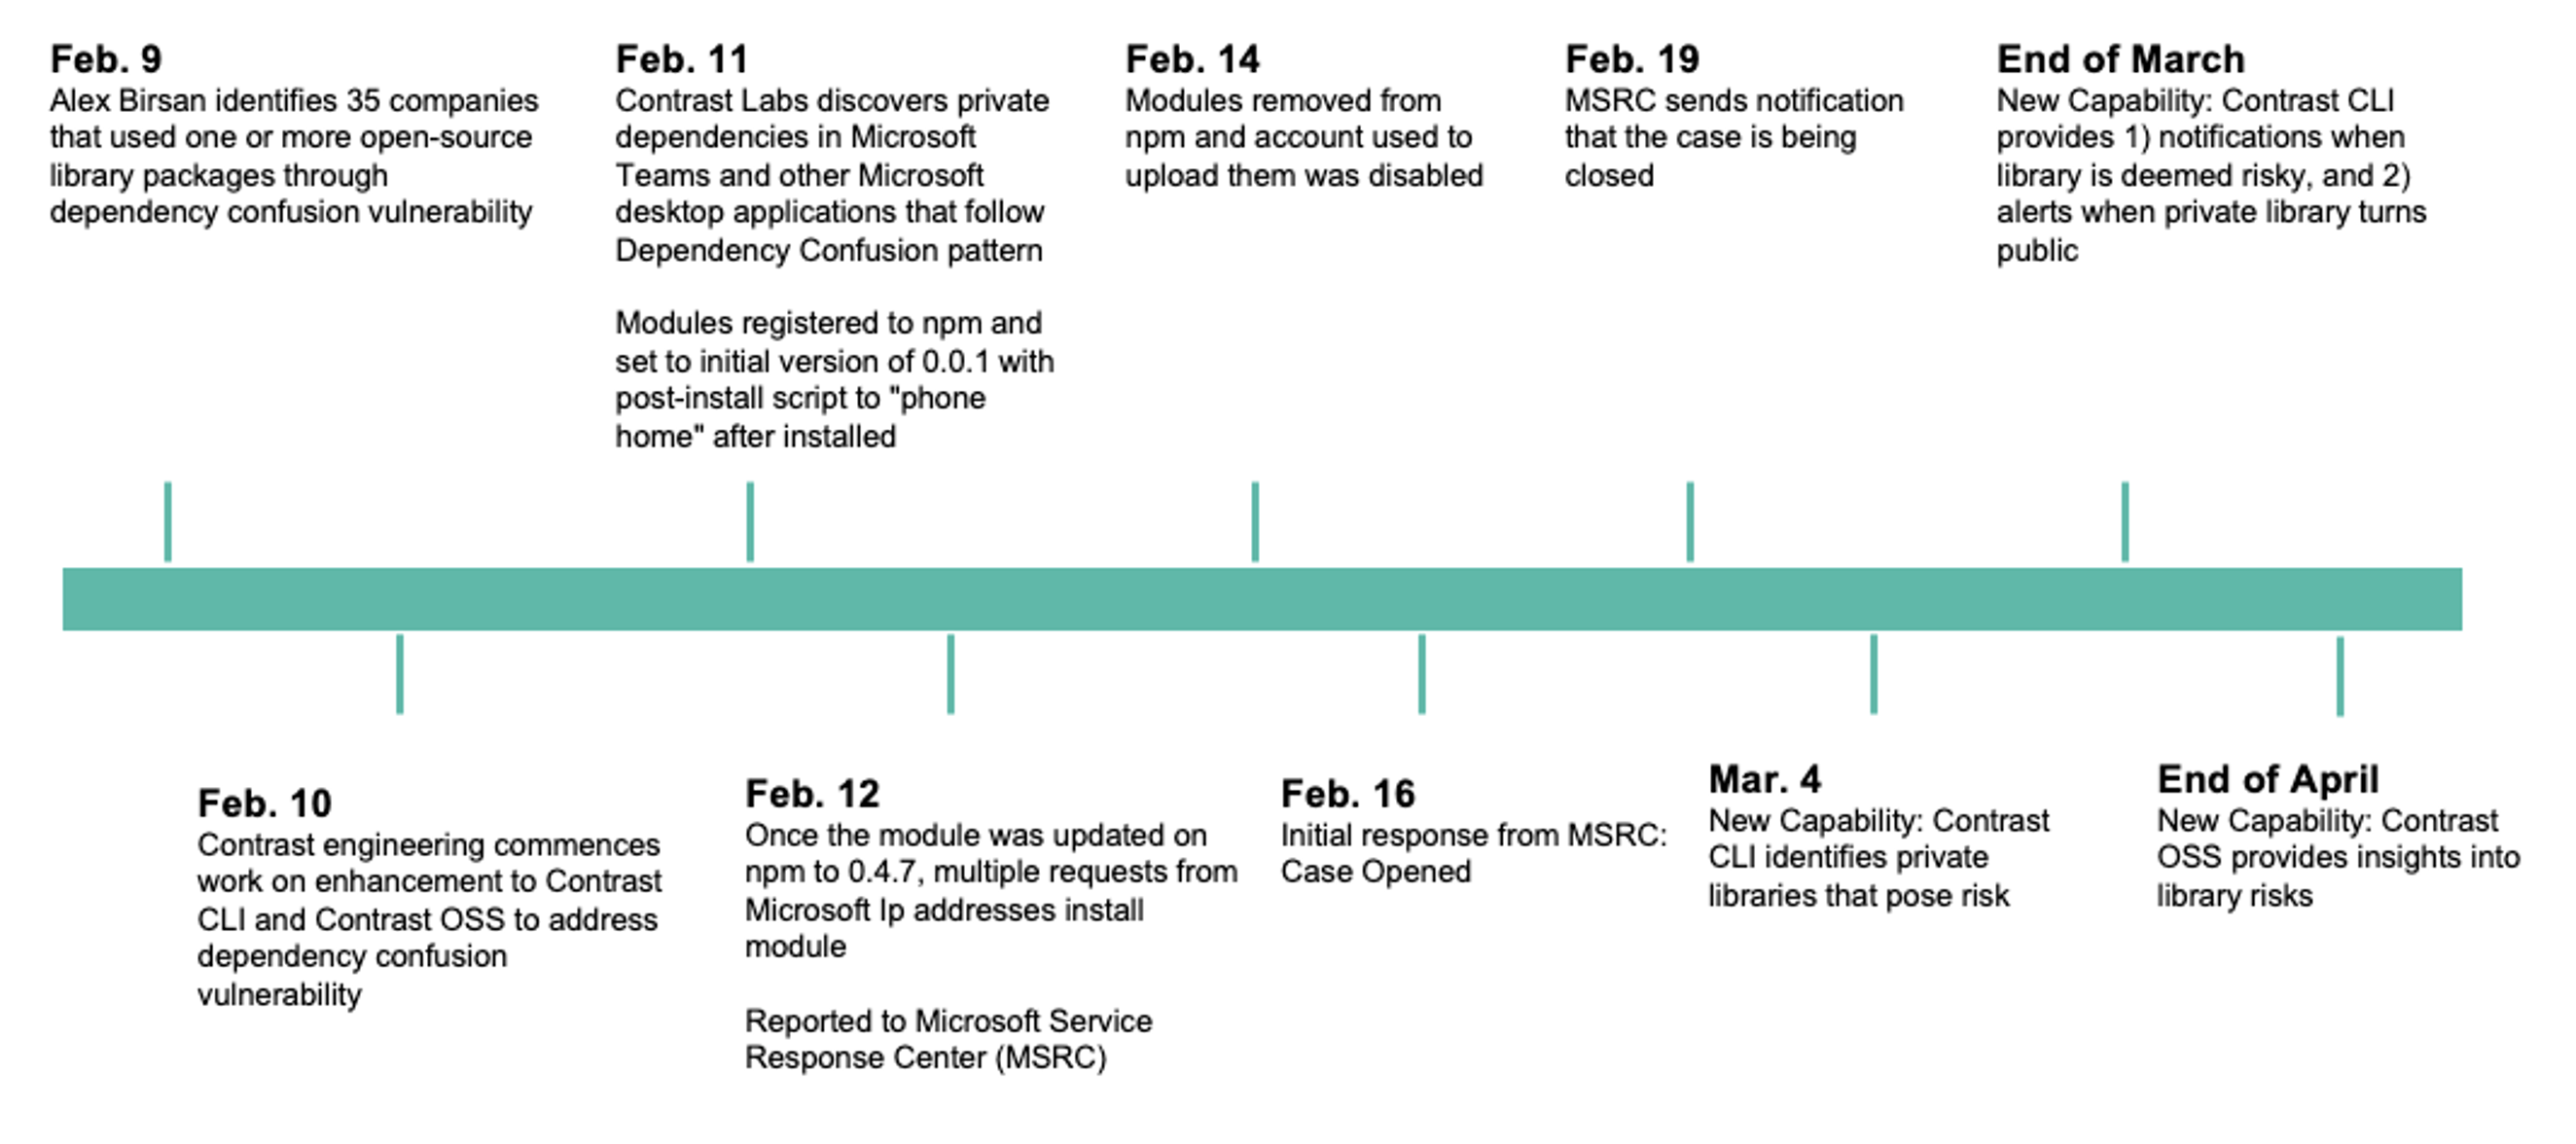 Feb. 9
Alex Birsan identifies 35 companies
that used one or more open-source
library packages through
dependency confusion vulnerability
Feb. 11
Contrast Labs discovers private
dependencies in Microsoft
Teams and other Microsoft
desktop applications that follow
Dependency Confusion pattern
Modules registered to npm and
set to initial version of 0.0.1 with
post-install script to "phone
home" after installed
Feb. 14
Modules removed from
npm and account used to
upload them was disabled
Feb. 19
MSRC sends notification
that the case is being
closed
End of March
New Capability: Contrast CLI
provides 1) notifications when
library is deemed risky, and 2)
alerts when private library turns
public
Feb. 10
Contrast engineering commences
work on enhancement to Contrast
CLI and Contrast OSS to address
dependency confusion
vulnerability
Feb. 12
Once the module was updated on
npm to 0.4.7, multiple requests from
Microsoft Ip addresses install
module
Reported to Microsoft Service
Response Center (MSRC)
Feb. 16
Initial response from MSRC:
Case Opened
Mar. 4
New Capability: Contrast
CLI identifies private
libraries that pose risk
End of April
New Capability: Contrast
OSS provides insights into
library risks